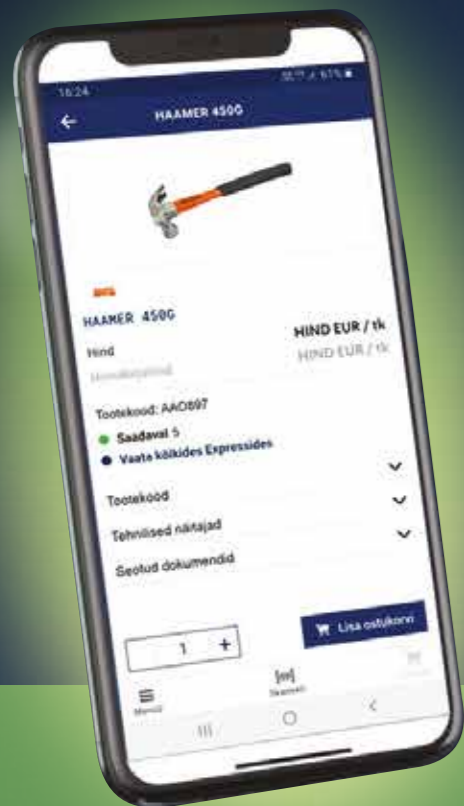 16:24
61%
HAAMER 450G
HAAMER 450G
Hind
HIND EUR / tk
HIND EUR / tk
Tootekood: AAO897
Saadaval 5
Vaata kõikides Expressides
Tootekood
Tehnilised näitajad
Seotud dokumendid
1 +
Lisa ostukorvi
Menüü